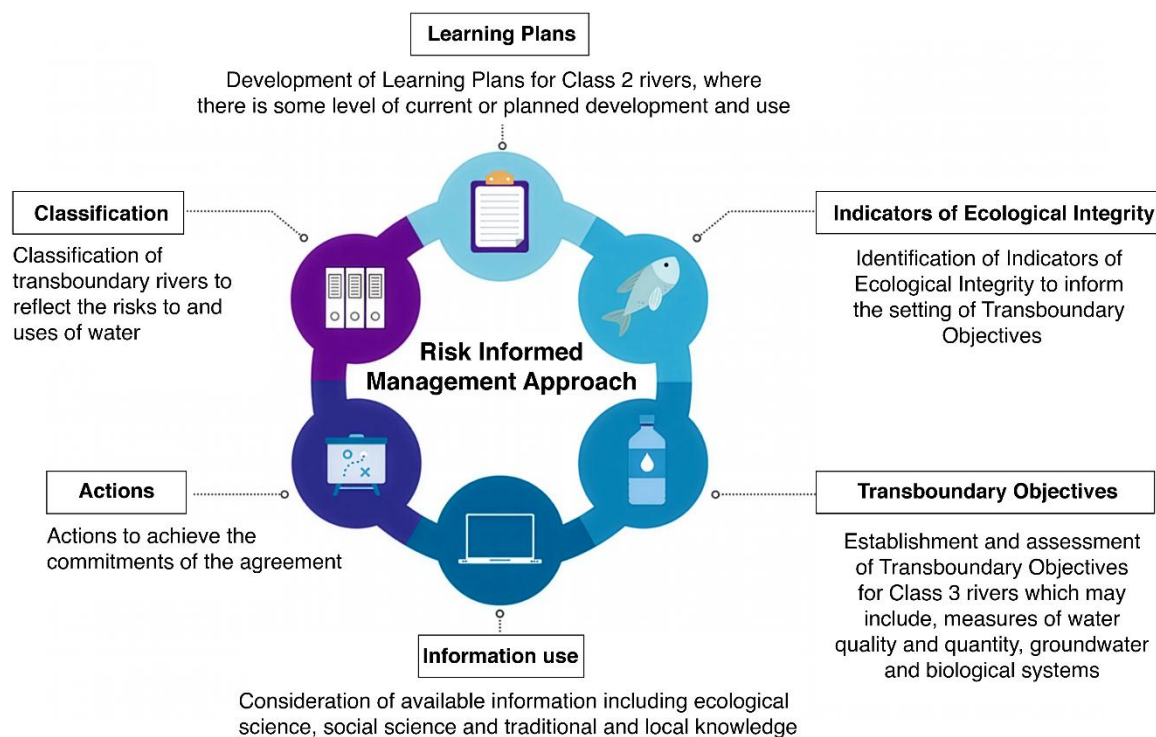 Learning Plans
Development of Learning Plans for Class 2 rivers, where
there is some level of current or planned development and use
Classification
Classification of
transboundary rivers to
reflect the risks to and
uses of water
Indicators of Ecological Integrity
Identification of Indicators of
Ecological Integrity to inform
the setting of Transboundary
Objectives
Risk Informed
Management Approach
Actions
Actions to achieve the
commitments of the agreement
Transboundary Objectives
Establishment and assessment
of Transboundary Objectives
for Class 3 rivers which may
include, measures of water
quality and quantity, groundwater
and biological systems
Information use
Consideration of available information including ecological
science, social science and traditional and local knowledge